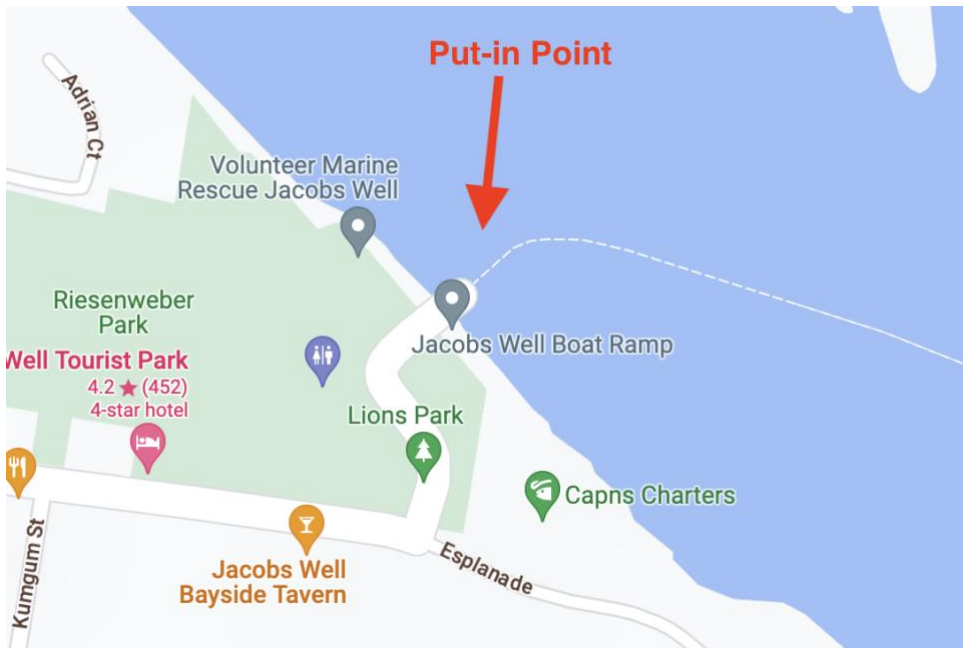 Put-in Point
Adrian Ct
Volunteer Marine
Rescue Jacobs Well
Riesenweber
Park
Well Tourist Park
4.2 ★ (452)
4-star hotel
Jacobs Well Boat Ramp
Lions Park
Capns Charters
Kumgum St
Jacobs Well
Bayside Tavern
Esplanade